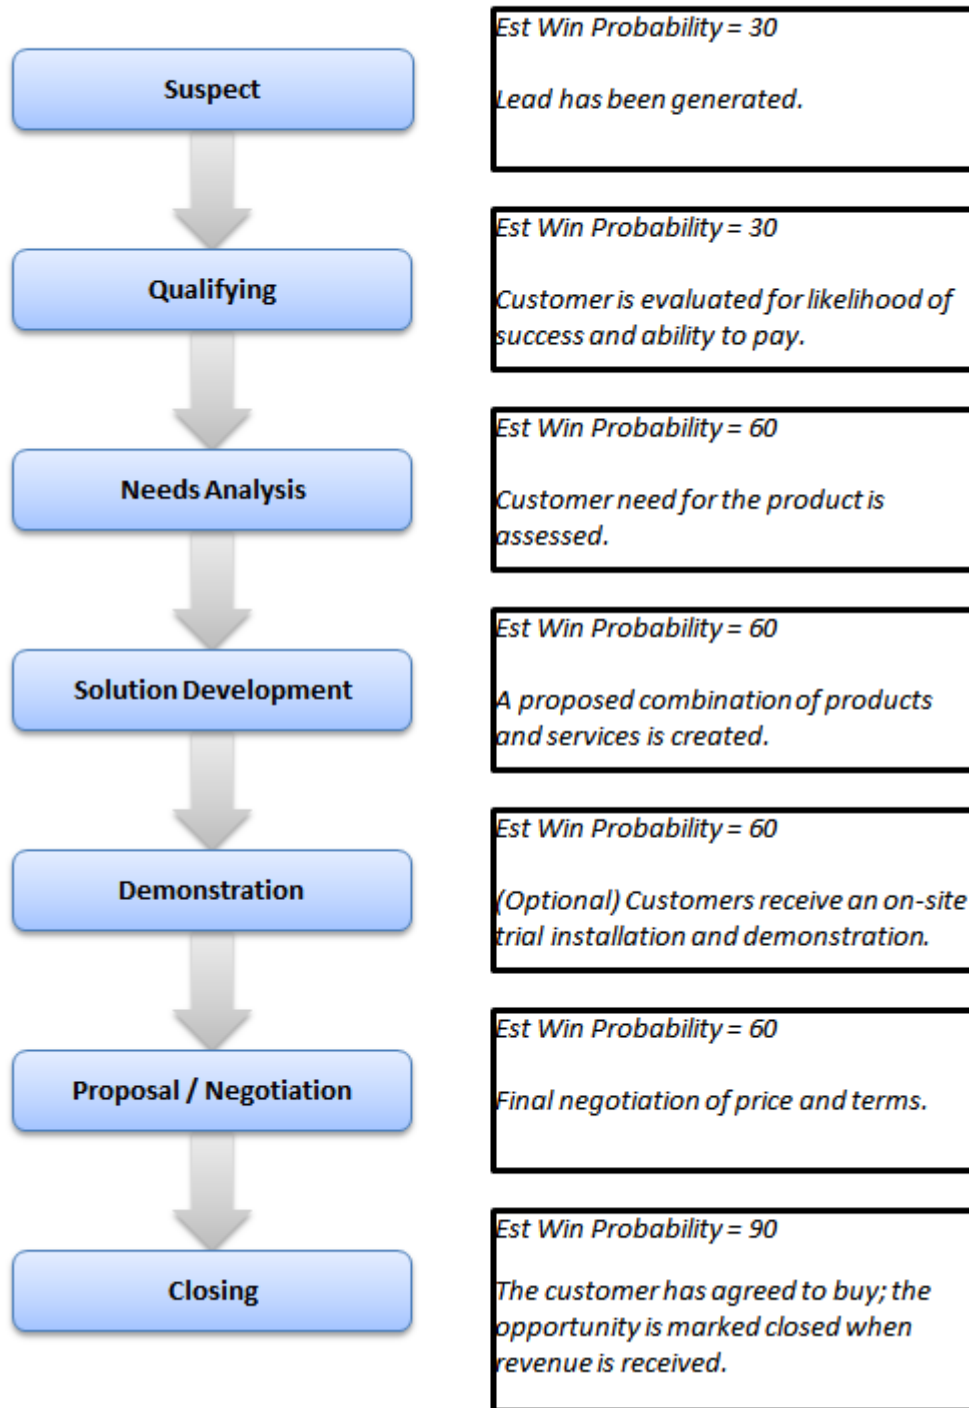 Suspect
Est Win Probability = 30
Lead has been generated.
Qualifying
Est Win Probability = 30
Customer is evaluated for likelihood of
success and ability to pay.
Needs Analysis
Est Win Probability = 60
Customer need for the product is
assessed.
Solution Development
Est Win Probability = 60
A proposed combination of products
and services is created.
Demonstration
Est Win Probability = 60
(Optional) Customers receive an on-site
trial installation and demonstration.
Proposal / Negotiation
Est Win Probability = 60
Final negotiation of price and terms.
Closing
Est Win Probability = 90
The customer has agreed to buy; the
opportunity is marked closed when
revenue is received.